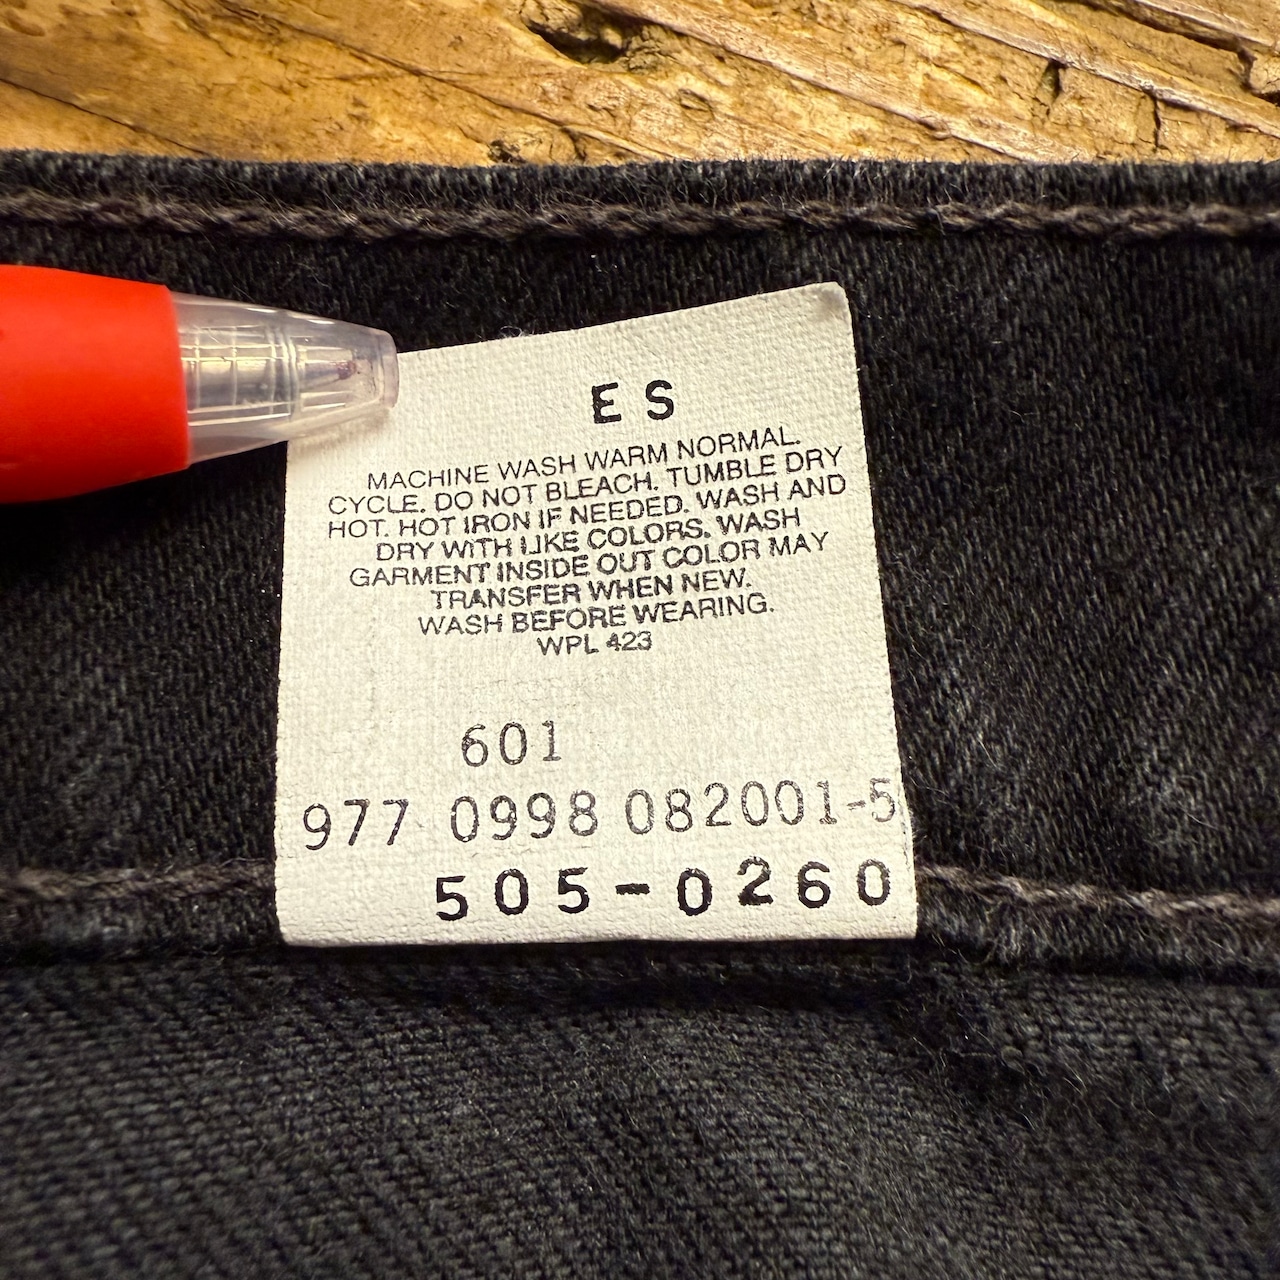 ES
MACHINE WASH WARM NORMAL.
CYCLE. DO NOT BLEACH. TUMBLE DRY
HOT. HOT IRON IF NEEDED. WASH AND
DRY WITH LIKE COLORS. WASH
GARMENT INSIDE OUT COLOR MAY
TRANSFER WHEN NEW.
WASH BEFORE WEARING.
WPL 423
601
977 0998 082001-5
505-0260